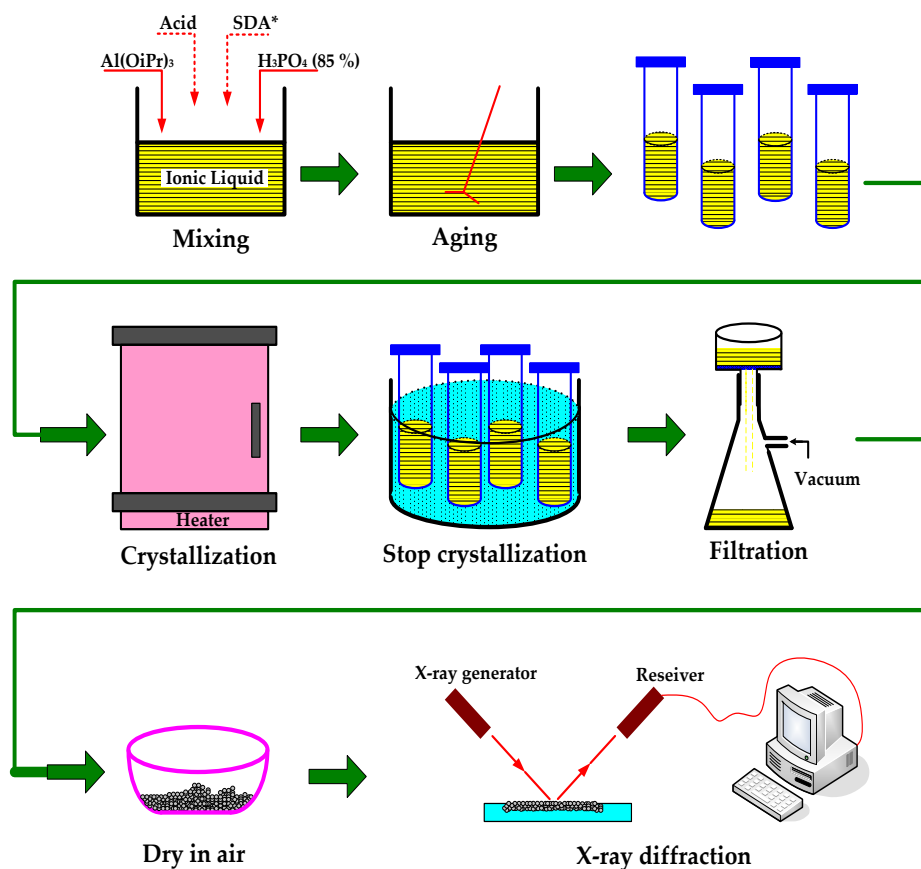 Acid
SDA*
Al(OiPr)₃
H₃PO₄ (85 %)
Ionic Liquid
Mixing
Aging
Heater
Crystallization
Stop crystallization
Vacuum
Filtration
X-ray generator
Reseiver
Dry in air
X-ray diffraction